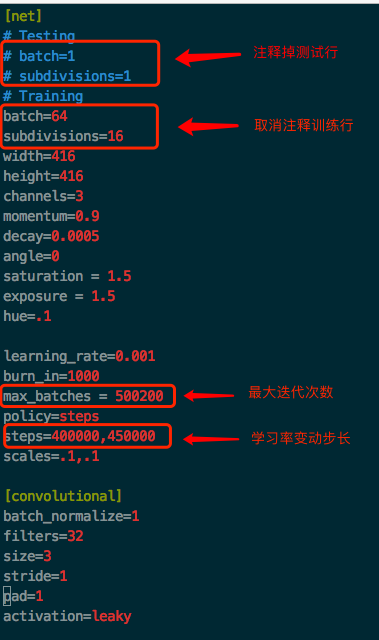 [net]
# Testing
# batch=1
注释掉测试行
# subdivisions=1
# Training
batch=64
取消注释训练行
subdivisions=16
width=416
height=416
channels=3
momentum=0.9
decay=0.0005
angle=0
saturation = 1.5
exposure = 1.5
hue=.1
learning_rate=0.001
burn_in=1000
max_batches = 500200
最大迭代次数
policy=steps
steps=400000,450000
学习率变动步长
scales=.1,.1
[convolutional]
batch_normalize=1
filters=32
size=3
stride=1
pad=1
activation=leaky